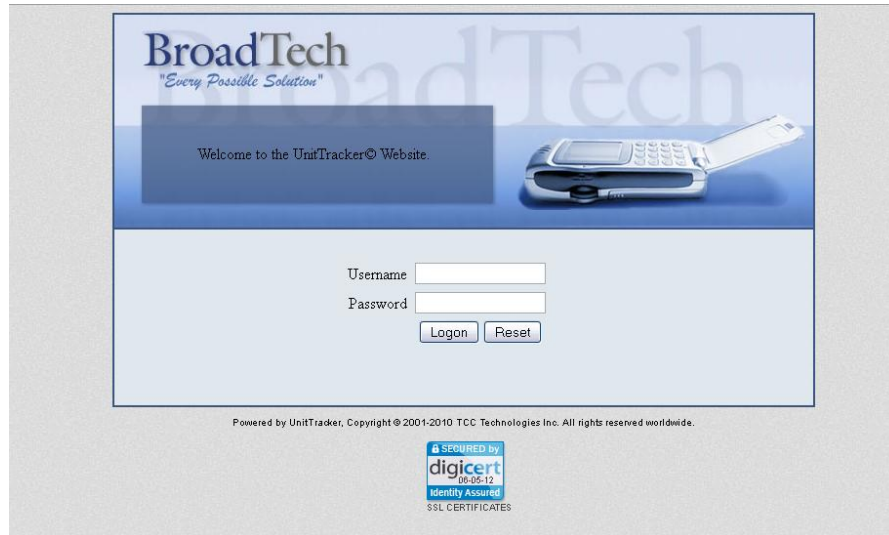 BroadTech
"Every Possible Solution"
BroadTech
Welcome to the UnitTracker© Website.
Username
Password
Logon Reset
Powered by UnitTracker, Copyright © 2001-2010 TCC Technologies Inc. All rights reserved worldwide.
SECURED by
digicert
06-05-12
Identity Assured
SSL CERTIFICATES